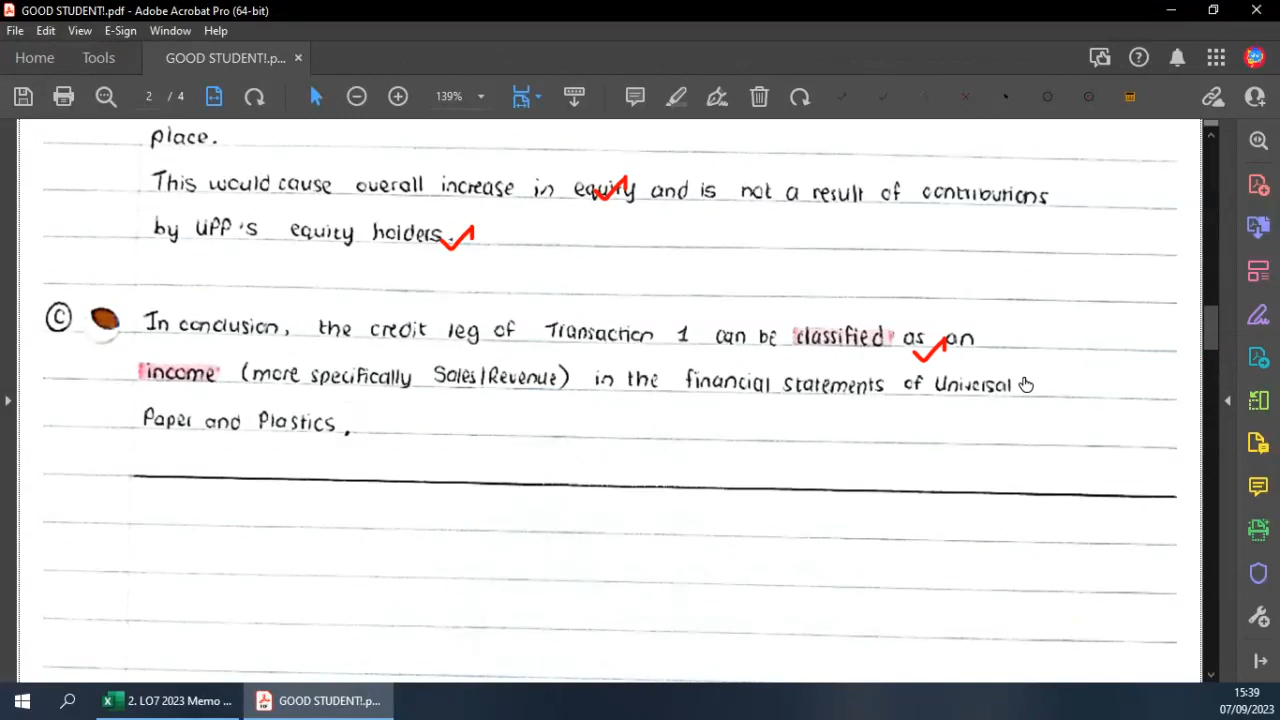 GOOD STUDENT!.pdf - Adobe Acrobat Pro (64-bit)
File Edit View E-Sign Window Help
Home Tools GOOD STUDENT!.p... ×
2 / 4 139%
place.
This would cause overall increase in equity and is not a result of contributions
by UPP's equity holders.
(C) In conclusion, the credit leg of Transaction 1 can be classified as an
income (more specifically Sales/Revenue) in the financial statements of Universal
Paper and Plastics.
2. LO7 2023 Memo ... GOOD STUDENT!.p...
15:39
07/09/2023